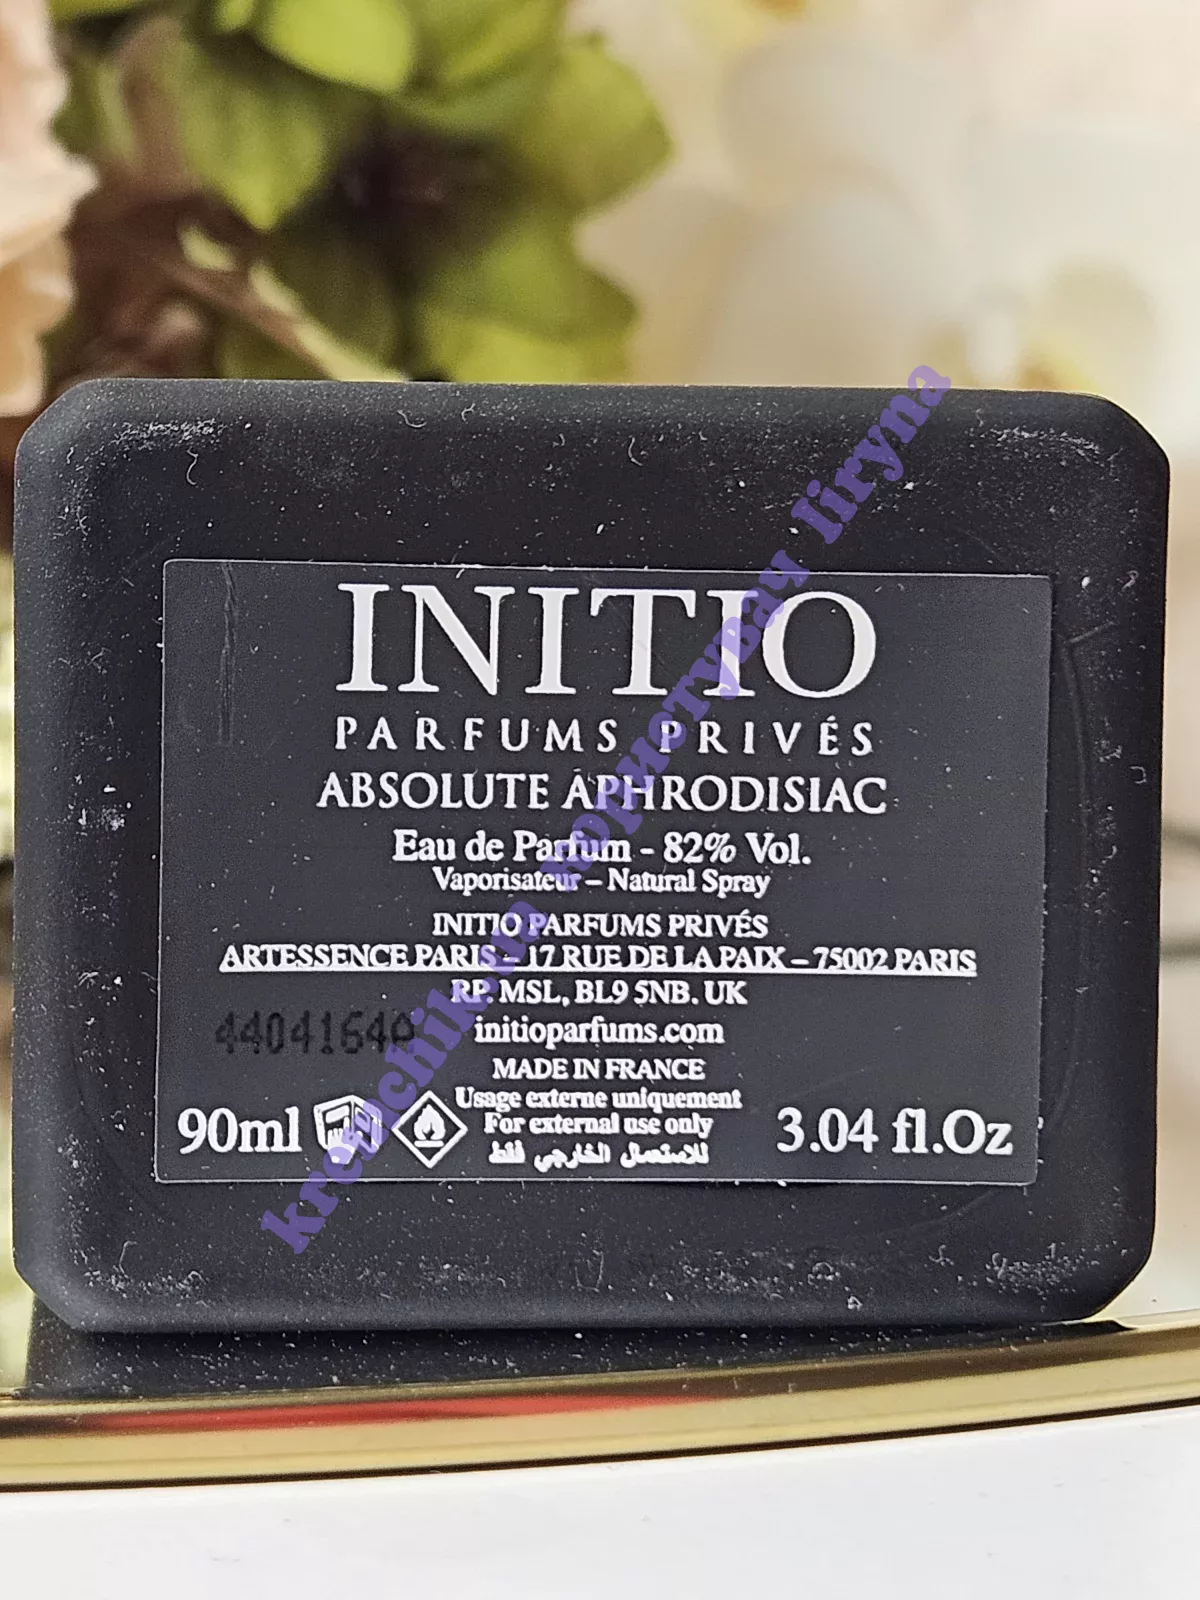 INITIO
PARFUMS PRIVÉS
ABSOLUTE APHRODISIAC
Eau de Parfum - 82% Vol.
Vaporisateur – Natural Spray
INITIO PARFUMS PRIVÉS
ARTESSENCE PARIS – 17 RUE DE LA PAIX – 75002 PARIS
RP. MSL, BL9 5NB. UK
initioparfums.com
44041640
MADE IN FRANCE
Usage externe uniquement
For external use only
للاستعمال الخارجي فقط
90ml
3.04 fl.Oz
користувач Iiryna